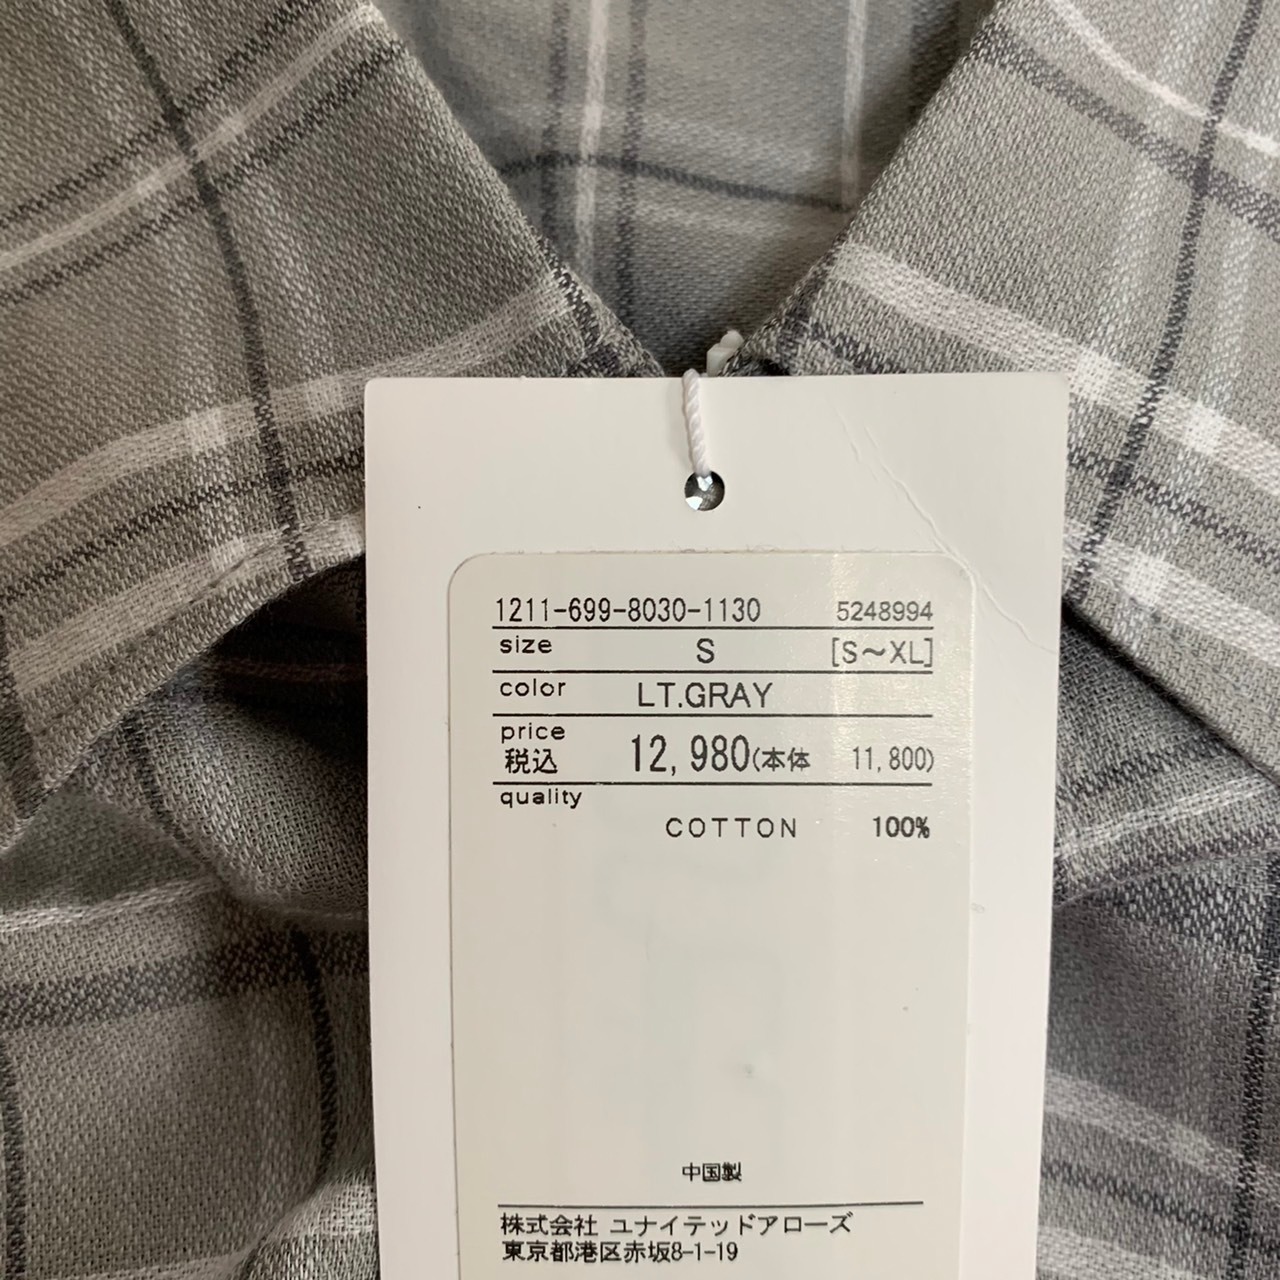 1211-699-8030-1130 5248994
size S [S～XL]
color LT.GRAY
price
税込 12,980(本体 11,800)
quality
COTTON 100%
中国製
株式会社 ユナイテッドアローズ
東京都港区赤坂8-1-19